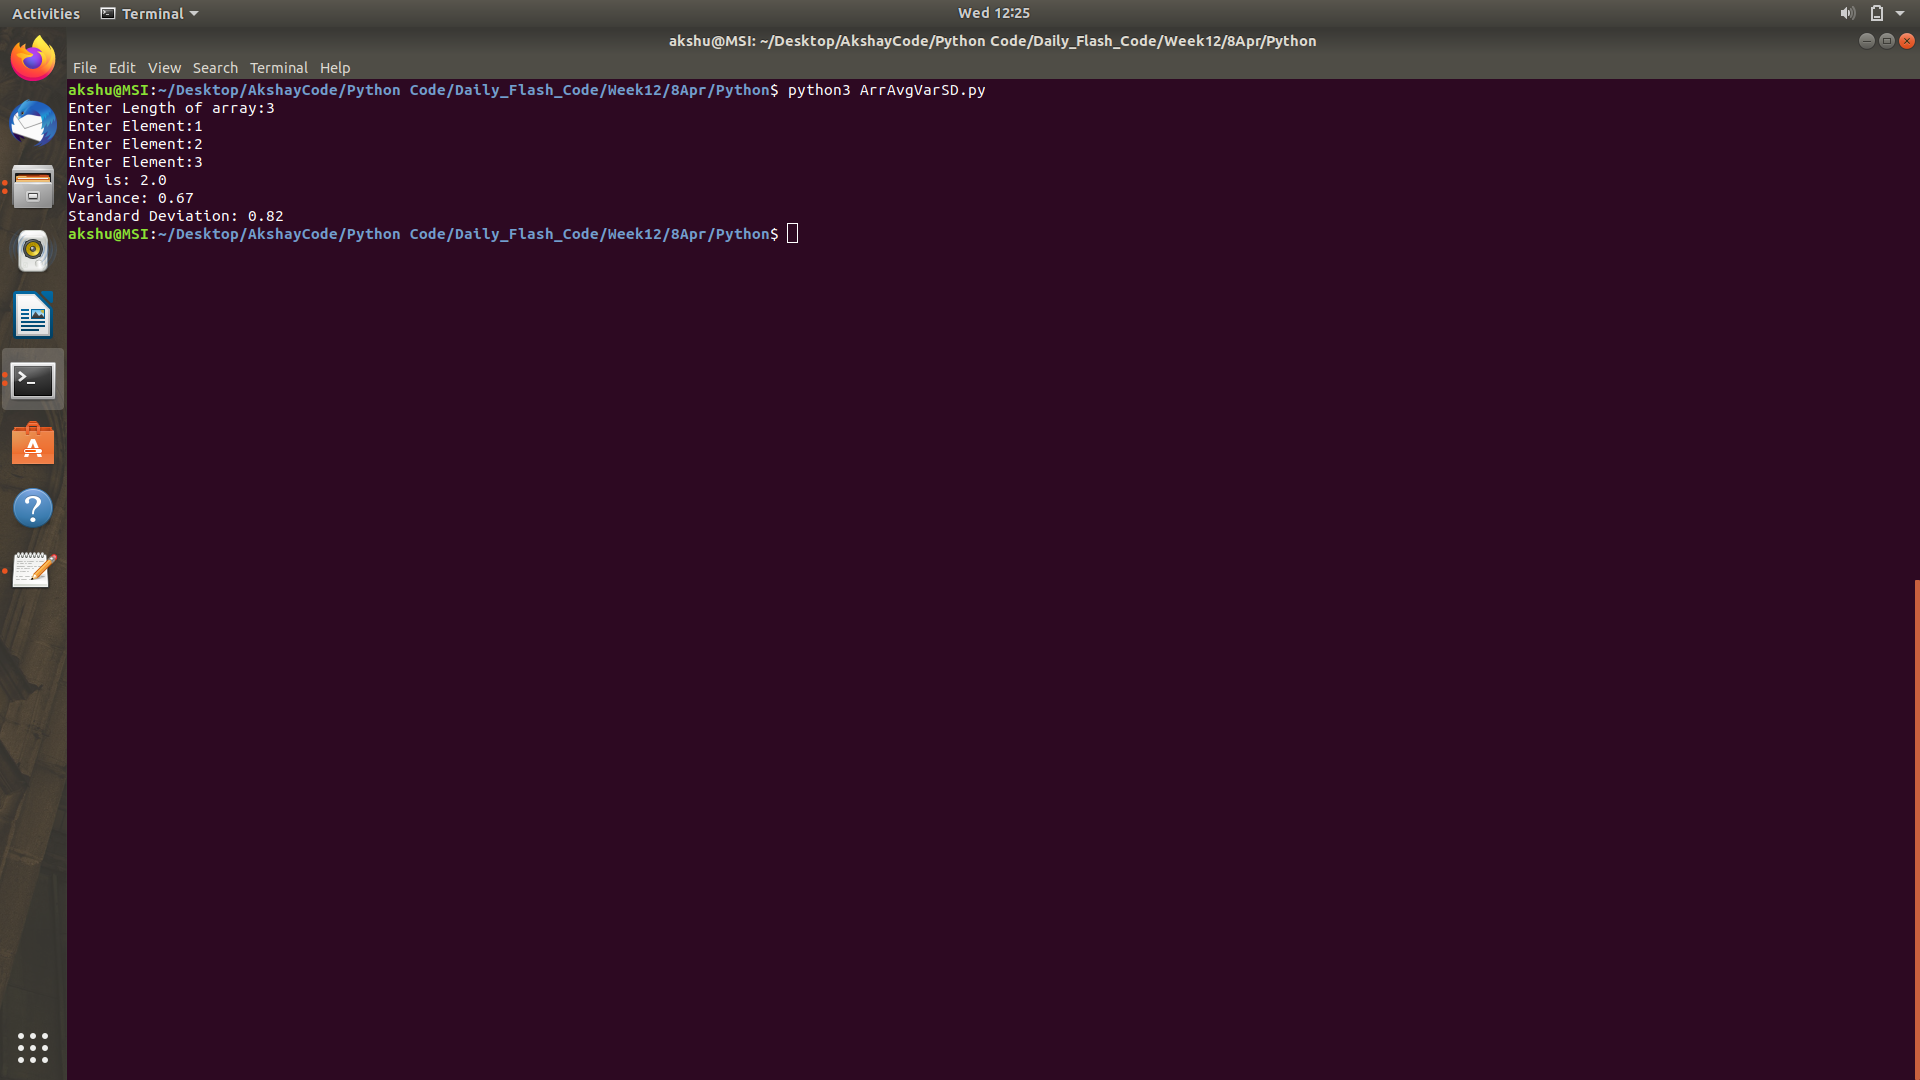 Activities Terminal Wed 12:25
akshu@MSI: ~/Desktop/AkshayCode/Python Code/Daily_Flash_Code/Week12/8Apr/Python
File Edit View Search Terminal Help
akshu@MSI:~/Desktop/AkshayCode/Python Code/Daily_Flash_Code/Week12/8Apr/Python$ python3 ArrAvgVarSD.py
Enter Length of array:3
Enter Element:1
Enter Element:2
Enter Element:3
Avg is: 2.0
Variance: 0.67
Standard Deviation: 0.82
akshu@MSI:~/Desktop/AkshayCode/Python Code/Daily_Flash_Code/Week12/8Apr/Python$